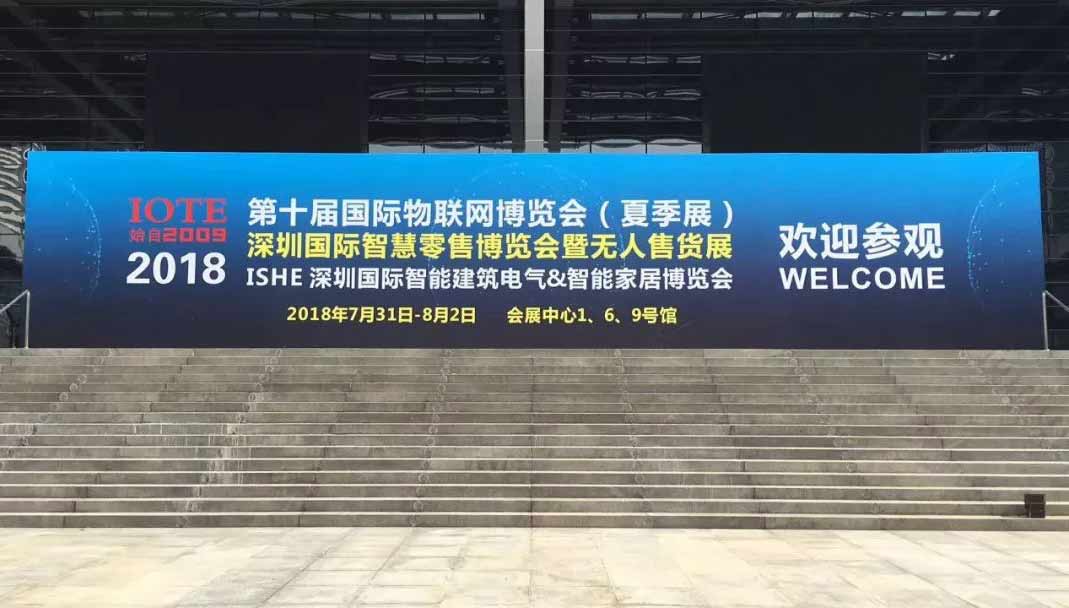 IOTE
始自2009
2018
第十届国际物联网博览会（夏季展）
深圳国际智慧零售博览会暨无人售货展
ISHE 深圳国际智能建筑电气&智能家居博览会
2018年7月31日-8月2日 会展中心1、6、9号馆
欢迎参观
WELCOME